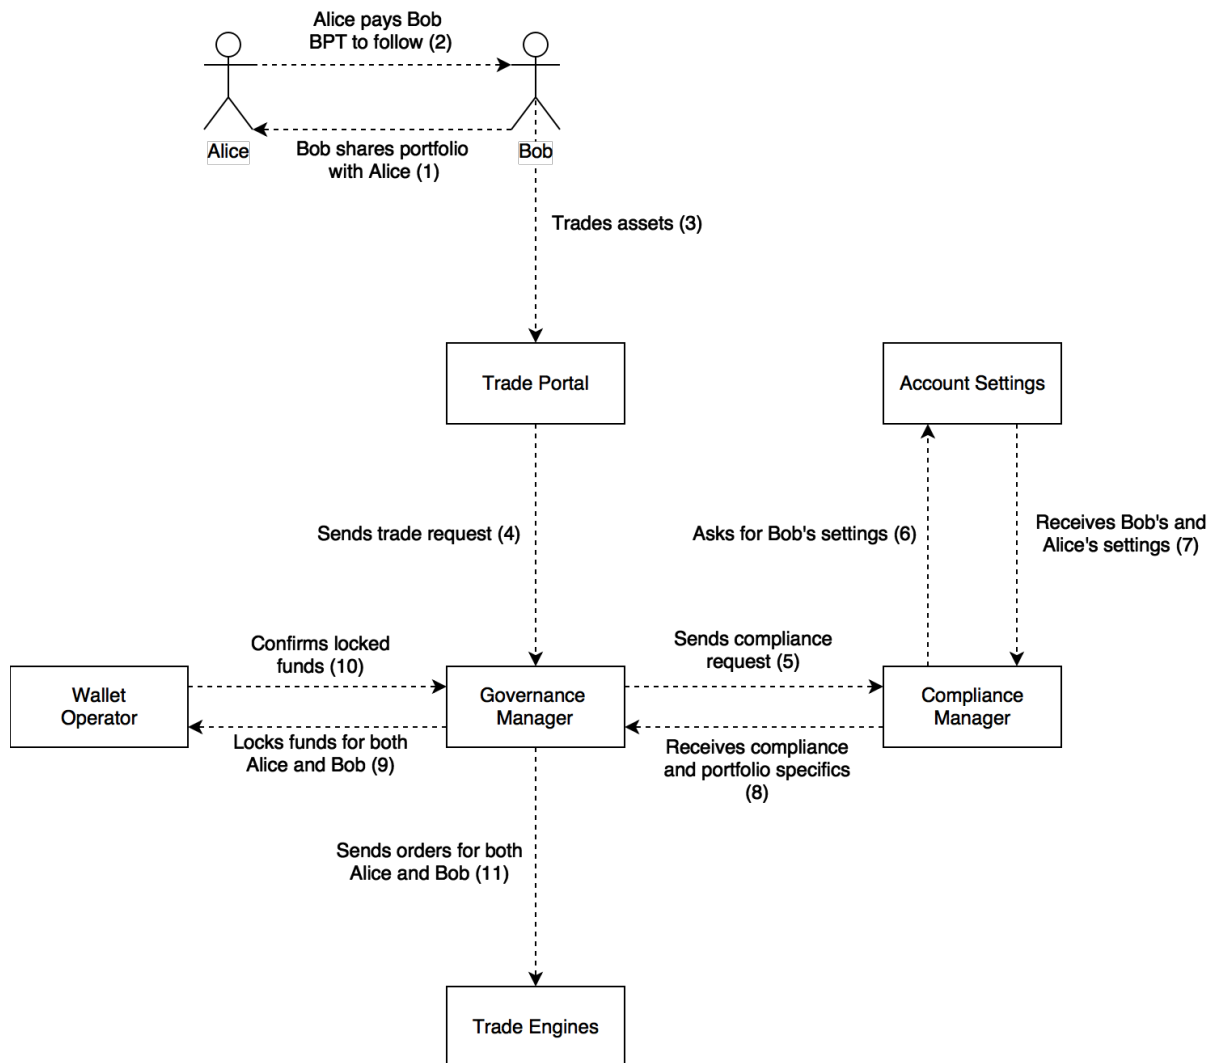 Alice pays Bob
BPT to follow (2)
Alice
Bob
Bob shares portfolio
with Alice (1)
Trades assets (3)
Trade Portal
Account Settings
Sends trade request (4)
Asks for Bob's settings (6)
Receives Bob's and
Alice's settings (7)
Confirms locked
funds (10)
Sends compliance
request (5)
Wallet
Operator
Governance
Manager
Compliance
Manager
Locks funds for both
Alice and Bob (9)
Receives compliance
and portfolio specifics
(8)
Sends orders for both
Alice and Bob (11)
Trade Engines